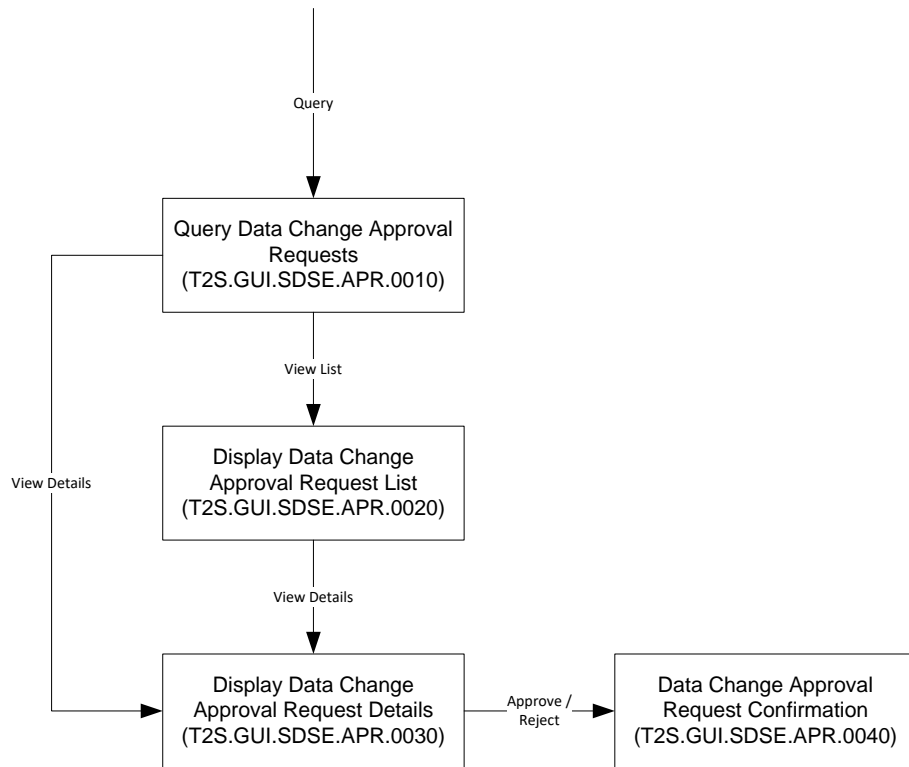 Query
Query Data Change Approval
Requests
(T2S.GUI.SDSE.APR.0010)
View List
Display Data Change
Approval Request List
(T2S.GUI.SDSE.APR.0020)
View Details
View Details
Display Data Change
Approval Request Details
(T2S.GUI.SDSE.APR.0030)
Approve /
Reject
Data Change Approval
Request Confirmation
(T2S.GUI.SDSE.APR.0040)